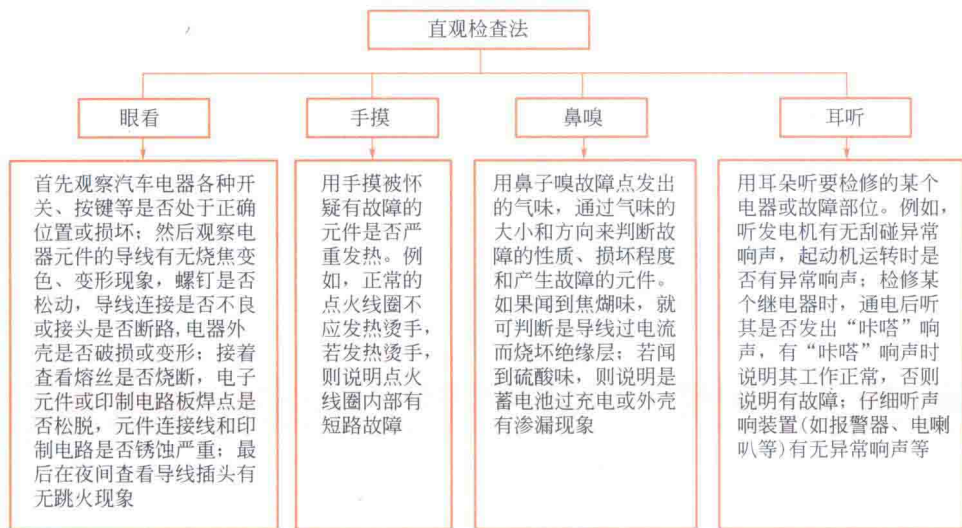 直观检查法
眼看
手摸
鼻嗅
耳听
首先观察汽车电器各种开
关、按键等是否处于正确
位置或损坏；然后观察电
器元件的导线有无烧焦变
色、变形现象，螺钉是否
松动，导线连接是否不良
或接头是否断路,电器外
壳是否破损或变形；接着
查看熔丝是否烧断，电子
元件或印制电路板焊点是
否松脱，元件连接线和印
制电路是否锈蚀严重；最
后在夜间查看导线插头有
无跳火现象
用手摸被怀
疑有故障的
元件是否严
重发热。例
如，正常的
点火线圈不
应发热烫手，
若发热烫手，
则说明点火
线圈内部有
短路故障
用鼻子嗅故障点发出
的气味，通过气味的
大小和方向来判断故
障的性质、损坏程度
和产生故障的元件。
如果闻到焦煳味，就
可判断是导线过电流
而烧坏绝缘层；若闻
到硫酸味，则说明是
蓄电池过充电或外壳
有渗漏现象
用耳朵听要检修的某个
电器或故障部位。例如，
听发电机有无刮碰异常
响声，起动机运转时是
否有异常响声；检修某
个继电器时，通电后听
其是否发出“咔嗒”响
声，有“咔嗒”响声时
说明其工作正常，否则
说明有故障；仔细听声
响装置(如报警器、电喇
叭等)有无异常响声等